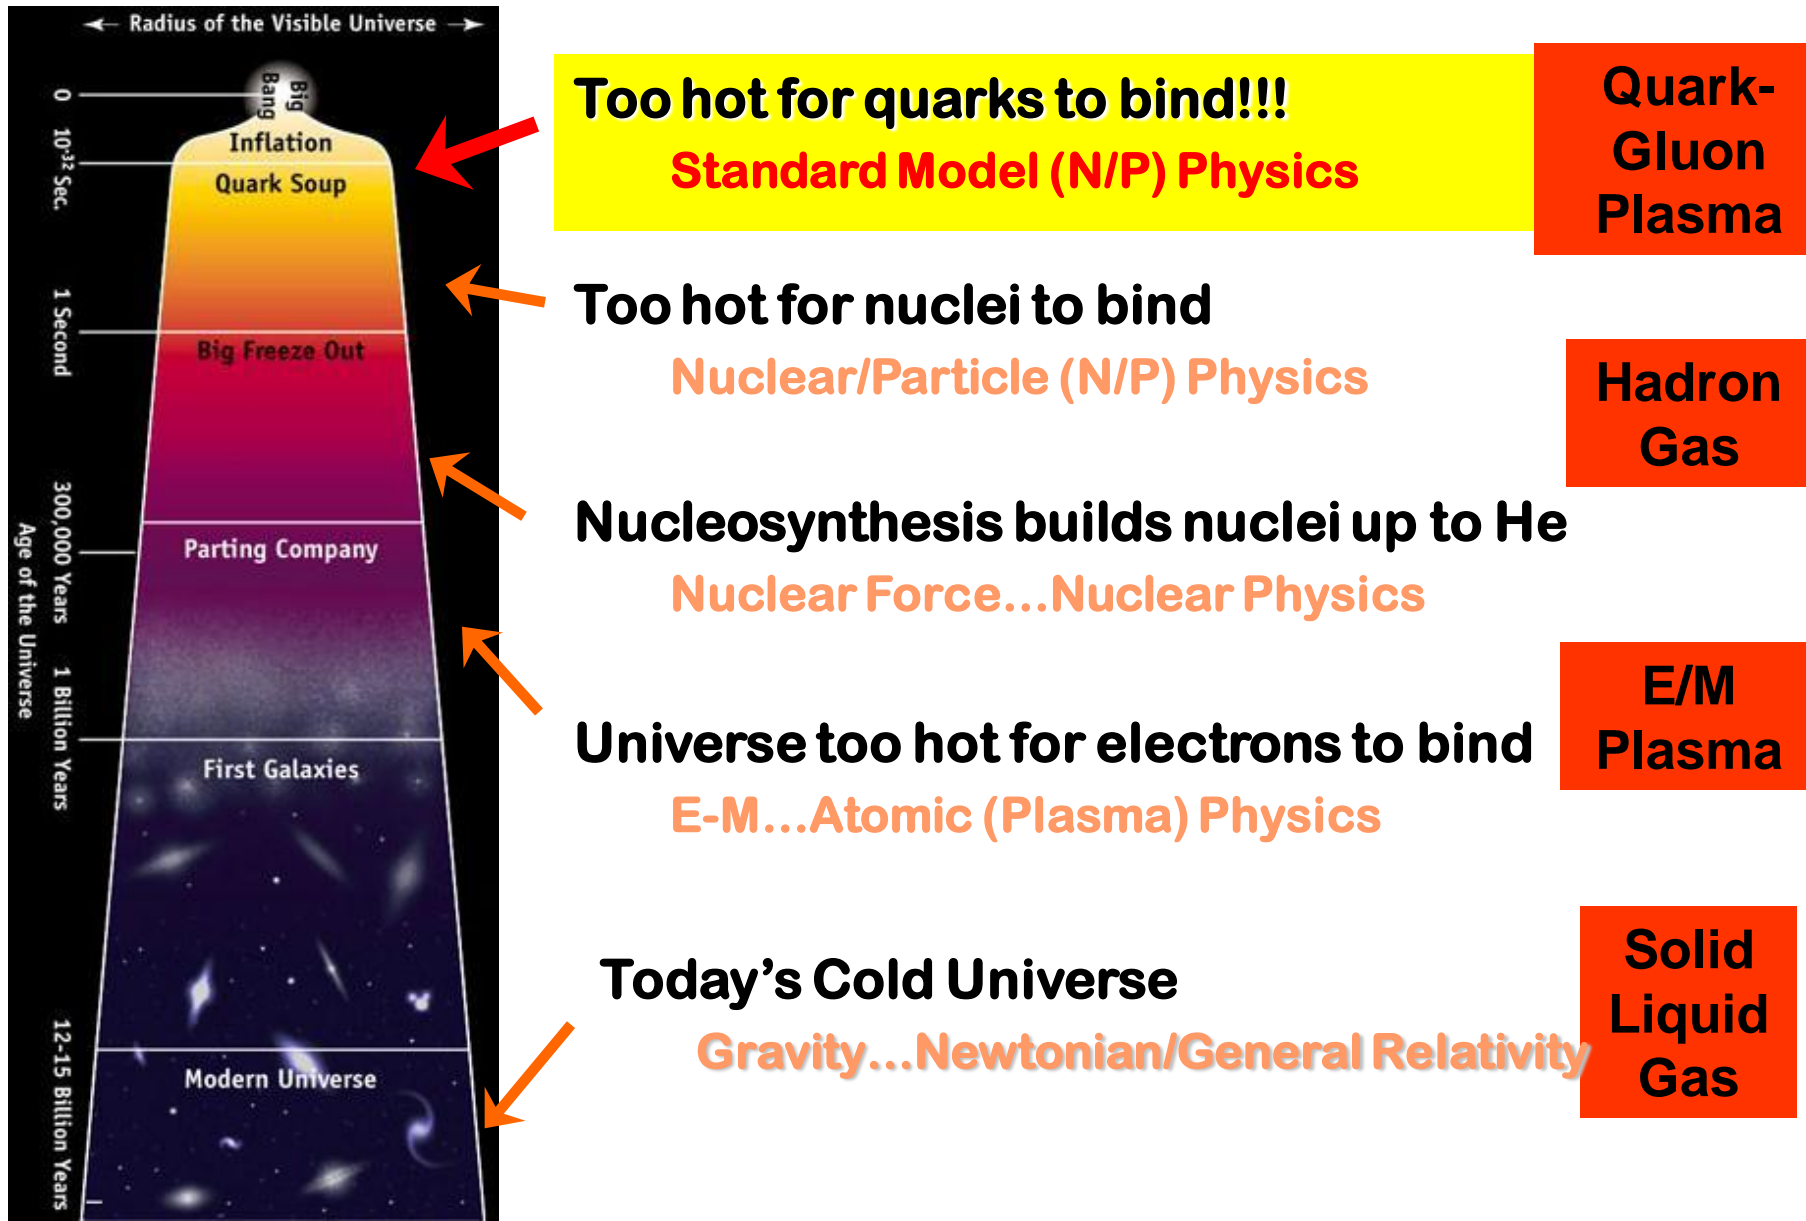 Radius of the Visible Universe
Big
Bang
0
Inflation
10⁻³² Sec.
Quark Soup
1 Second
Big Freeze Out
300,000 Years
Parting Company
Age of the Universe
1 Billion Years
First Galaxies
12-15 Billion Years
Modern Universe
Too hot for quarks to bind!!!
Standard Model (N/P) Physics
Quark-
Gluon
Plasma
Too hot for nuclei to bind
Nuclear/Particle (N/P) Physics
Hadron
Gas
Nucleosynthesis builds nuclei up to He
Nuclear Force...Nuclear Physics
Universe too hot for electrons to bind
E-M...Atomic (Plasma) Physics
E/M
Plasma
Today's Cold Universe
Gravity...Newtonian/General Relativity
Solid
Liquid
Gas